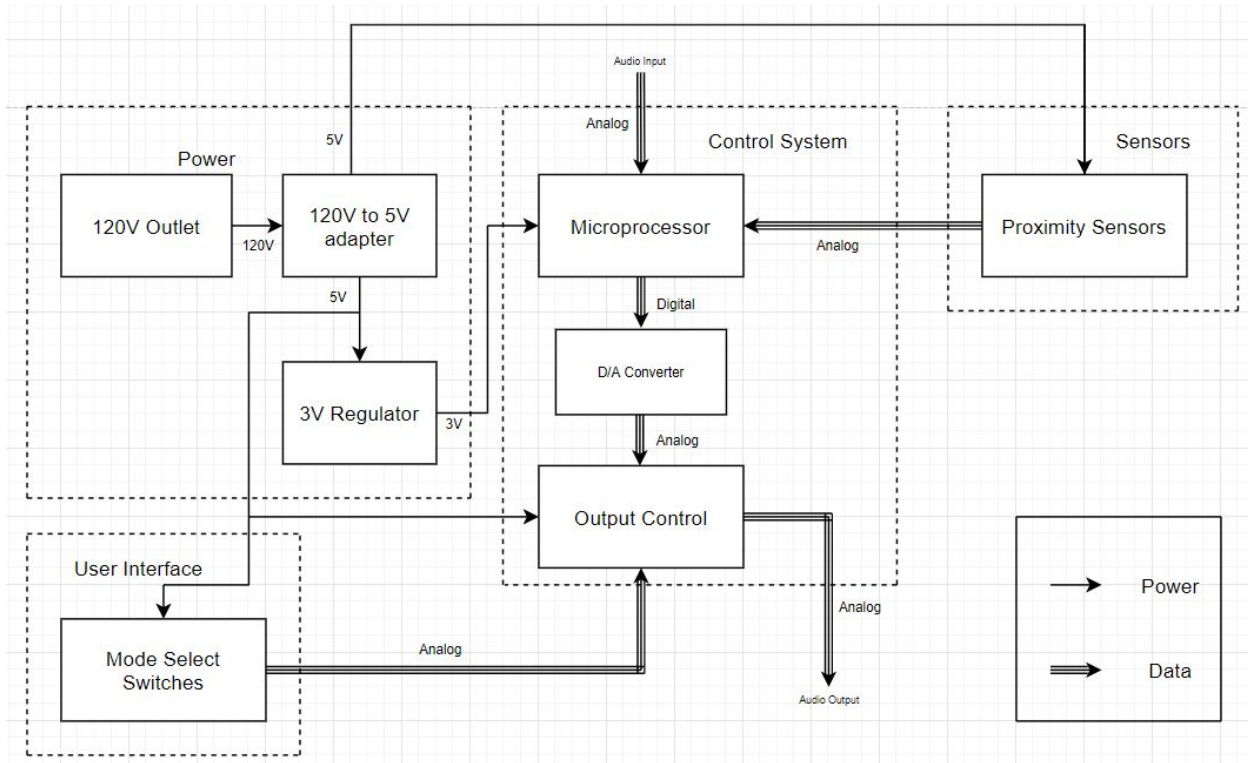 Audio Input
5V
Analog
Power
Control System
Sensors
120V Outlet
120V
120V to 5V
adapter
Microprocessor
Analog
Proximity Sensors
5V
Digital
D/A Converter
3V Regulator
3V
Analog
Output Control
User Interface
Mode Select
Switches
Analog
Analog
Audio Output
Power
Data